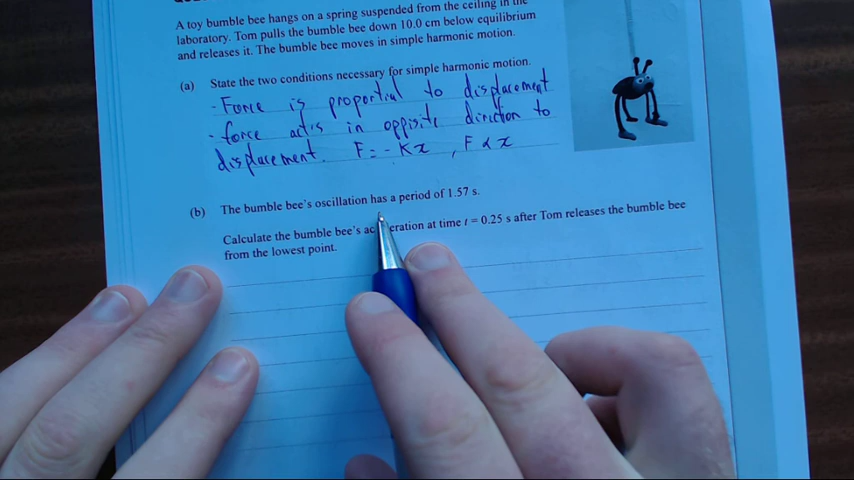 A toy bumble bee hangs on a spring suspended from the ceiling in the
laboratory. Tom pulls the bumble bee down 10.0 cm below equilibrium
and releases it. The bumble bee moves in simple harmonic motion.
(a) State the two conditions necessary for simple harmonic motion.
- Force is proportial to displacement
- force acts in oppisite direction to
displacement. F = - Kx , F ∝ x
(b) The bumble bee's oscillation has a period of 1.57 s.
Calculate the bumble bee's eration at time t = 0.25 s after Tom releases the bumble bee
from the lowest point.